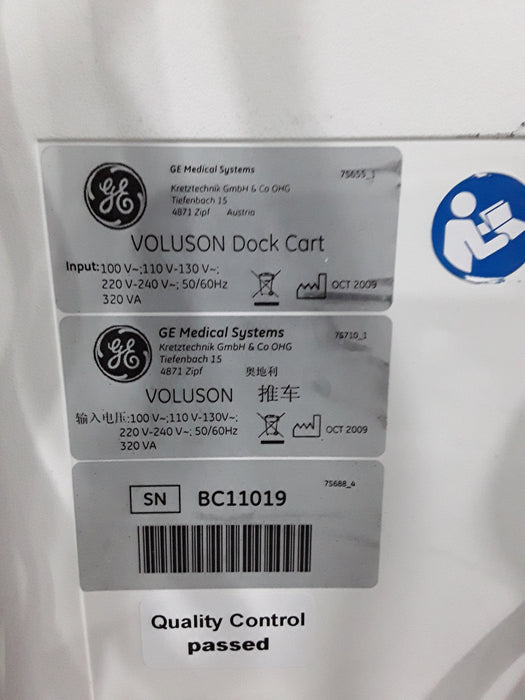 GE
GE Medical Systems
75655_1
Kretztechnik GmbH & Co OHG
Tiefenbach 15
4871 Zipf Austria
VOLUSON Dock Cart
Input:100 V~;110 V-130 V~;
220 V-240 V~; 50/60Hz
320 VA
OCT 2009
GE
GE Medical Systems
75710_1
Kretztechnik GmbH & Co OHG
Tiefenbach 15
4871 Zipf 奥地利
VOLUSON 推车
输入电压:100 V~;110 V-130V~;
220 V-240 V~; 50/60Hz
320 VA
OCT 2009
75688_4
SN BC11019
Quality Control
passed